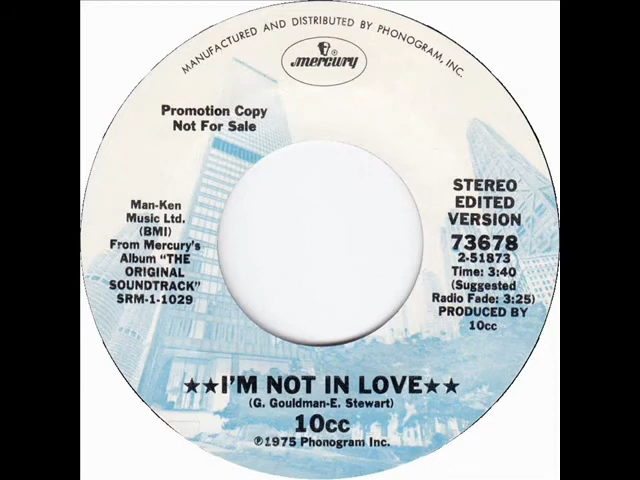 MANUFACTURED AND DISTRIBUTED BY PHONOGRAM, INC.
mercury
Promotion Copy
Not For Sale
Man-Ken
Music Ltd.
(BMI)
From Mercury's
Album "THE
ORIGINAL
SOUNDTRACK"
SRM-1-1029
STEREO
EDITED
VERSION
73678
2-51873
Time: 3:40
(Suggested
Radio Fade: 3:25)
PRODUCED BY
10cc
★★I'M NOT IN LOVE★★
(G. Gouldman-E. Stewart)
10cc
℗1975 Phonogram Inc.